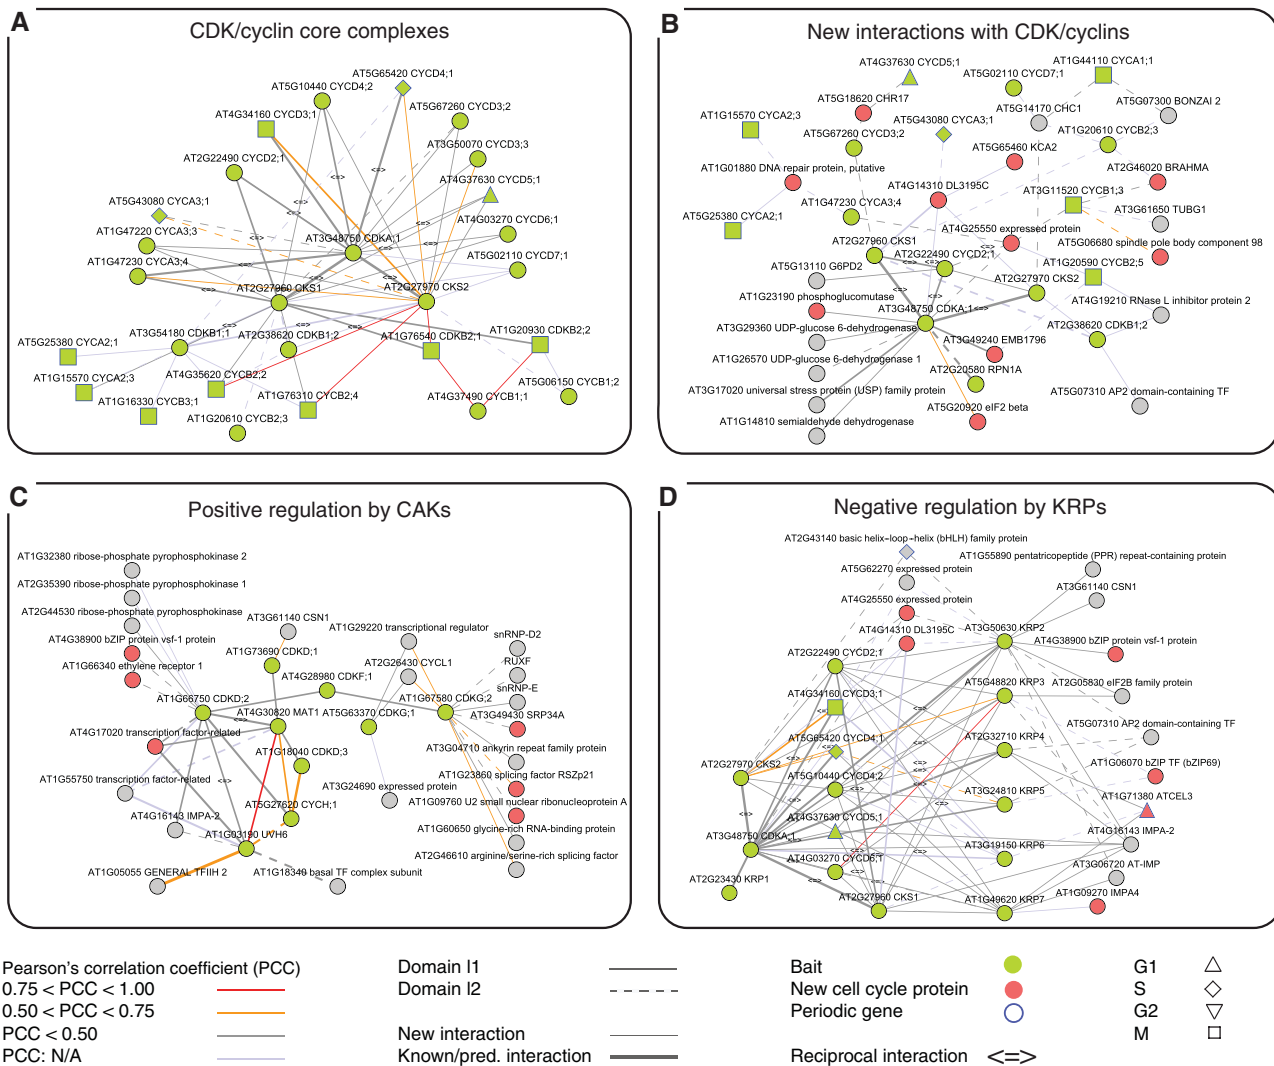 A
CDK/cyclin core complexes
AT5G65420 CYCD4;1
AT5G10440 CYCD4;2
AT5G67260 CYCD3;2
AT4G34160 CYCD3;1
AT3G50070 CYCD3;3
AT2G22490 CYCD2;1
AT4G37630 CYCD5;1
AT5G43080 CYCA3;1
AT4G03270 CYCD6;1
AT1G47220 CYCA3;3
AT3G48750 CDKA;1
AT5G02110 CYCD7;1
AT1G47230 CYCA3;4
AT2G27960 CKS1
AT2G27970 CKS2
AT3G54180 CDKB1;1
AT2G38620 CDKB1;2
AT1G76540 CDKB2;1
AT1G20930 CDKB2;2
AT5G25380 CYCA2;1
AT1G15570 CYCA2;3
AT4G35620 CYCB2;2
AT1G76310 CYCB2;4
AT5G06150 CYCB1;2
AT1G16330 CYCB3;1
AT4G37490 CYCB1;1
AT1G20610 CYCB2;3
B
New interactions with CDK/cyclins
AT4G37630 CYCD5;1
AT1G44110 CYCA1;1
AT5G02110 CYCD7;1
AT5G18620 CHR17
AT5G14170 CHC1
AT5G07300 BONZAI 2
AT1G15570 CYCA2;3
AT5G43080 CYCA3;1
AT5G67260 CYCD3;2
AT1G20610 CYCB2;3
AT5G65460 KCA2
AT1G01880 DNA repair protein, putative
AT2G46020 BRAHMA
AT4G14310 DL3195C
AT3G11520 CYCB1;3
AT1G47230 CYCA3;4
AT3G61650 TUBG1
AT5G25380 CYCA2;1
AT4G25550 expressed protein
AT2G27960 CKS1
AT5G06680 spindle pole body component 98
AT2G22490 CYCD2;1
AT1G20590 CYCB2;5
AT5G13110 G6PD2
AT2G27970 CKS2
AT1G23190 phosphoglucomutase
AT4G19210 RNase L inhibitor protein 2
AT3G48750 CDKA;1
AT3G29360 UDP-glucose 6-dehydrogenase
AT2G38620 CDKB1;2
AT3G49240 EMB1796
AT1G26570 UDP-glucose 6-dehydrogenase 1
AT2G20580 RPN1A
AT3G17020 universal stress protein (USP) family protein
AT5G07310 AP2 domain-containing TF
AT5G20920 eIF2 beta
AT1G14810 semialdehyde dehydrogenase
C
Positive regulation by CAKs
AT1G32380 ribose-phosphate pyrophosphokinase 2
AT2G35390 ribose-phosphate pyrophosphokinase 1
AT2G44530 ribose-phosphate pyrophosphokinase
AT3G61140 CSN1
AT1G29220 transcriptional regulator
snRNP-D2
AT4G38900 bZIP protein vsf-1 protein
AT1G73690 CDKD;1
AT2G26430 CYCL1
RUXF
AT1G66340 ethylene receptor 1
AT4G28980 CDKF;1
snRNP-E
AT1G66750 CDKD;2
AT1G67580 CDKG;2
AT4G30820 MAT1
AT5G63370 CDKG;1
AT3G49430 SRP34A
AT4G17020 transcription factor-related
AT1G18040 CDKD;3
AT3G04710 ankyrin repeat family protein
AT1G55750 transcription factor-related
AT3G24690 expressed protein
AT1G23860 splicing factor RSZp21
AT5G27620 CYCH;1
AT1G09760 U2 small nuclear ribonucleoprotein A
AT4G16143 IMPA-2
AT1G60650 glycine-rich RNA-binding protein
AT1G03190 UVH6
AT2G46610 arginine/serine-rich splicing factor
AT1G05055 GENERAL TFIIH 2
AT1G18340 basal TF complex subunit
D
Negative regulation by KRPs
AT2G43140 basic helix-loop-helix (bHLH) family protein
AT1G55890 pentatricopeptide (PPR) repeat-containing protein
AT5G62270 expressed protein
AT3G61140 CSN1
AT4G25550 expressed protein
AT4G14310 DL3195C
AT3G50630 KRP2
AT4G38900 bZIP protein vsf-1 protein
AT2G22490 CYCD2;1
AT5G48820 KRP3
AT2G05830 eIF2B family protein
AT4G34160 CYCD3;1
AT5G07310 AP2 domain-containing TF
AT5G65420 CYCD4;1
AT2G32710 KRP4
AT2G27970 CKS2
AT5G10440 CYCD4;2
AT1G06070 bZIP TF (bZIP69)
AT3G24810 KRP5
AT1G71380 ATCEL3
AT4G37630 CYCD5;1
AT3G48750 CDKA;1
AT4G16143 IMPA-2
AT4G03270 CYCD6;1
AT3G19150 KRP6
AT3G06720 AT-IMP
AT2G23430 KRP1
AT2G27960 CKS1
AT1G49620 KRP7
AT1G09270 IMPA4
Pearson's correlation coefficient (PCC)
0.75 < PCC < 1.00
0.50 < PCC < 0.75
PCC < 0.50
PCC: N/A
Domain I1
Domain I2
New interaction
Known/pred. interaction
Bait
New cell cycle protein
Periodic gene
Reciprocal interaction <=>
G1
S
G2
M